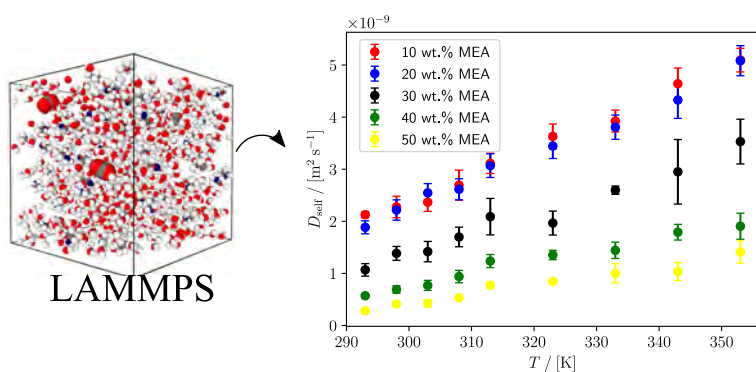 LAMMPS
×10⁻⁹
10 wt.% MEA
20 wt.% MEA
30 wt.% MEA
40 wt.% MEA
50 wt.% MEA
5
4
3
2
1
0
D_self / [m² s⁻¹]
290 300 310 320 330 340 350
T / [K]